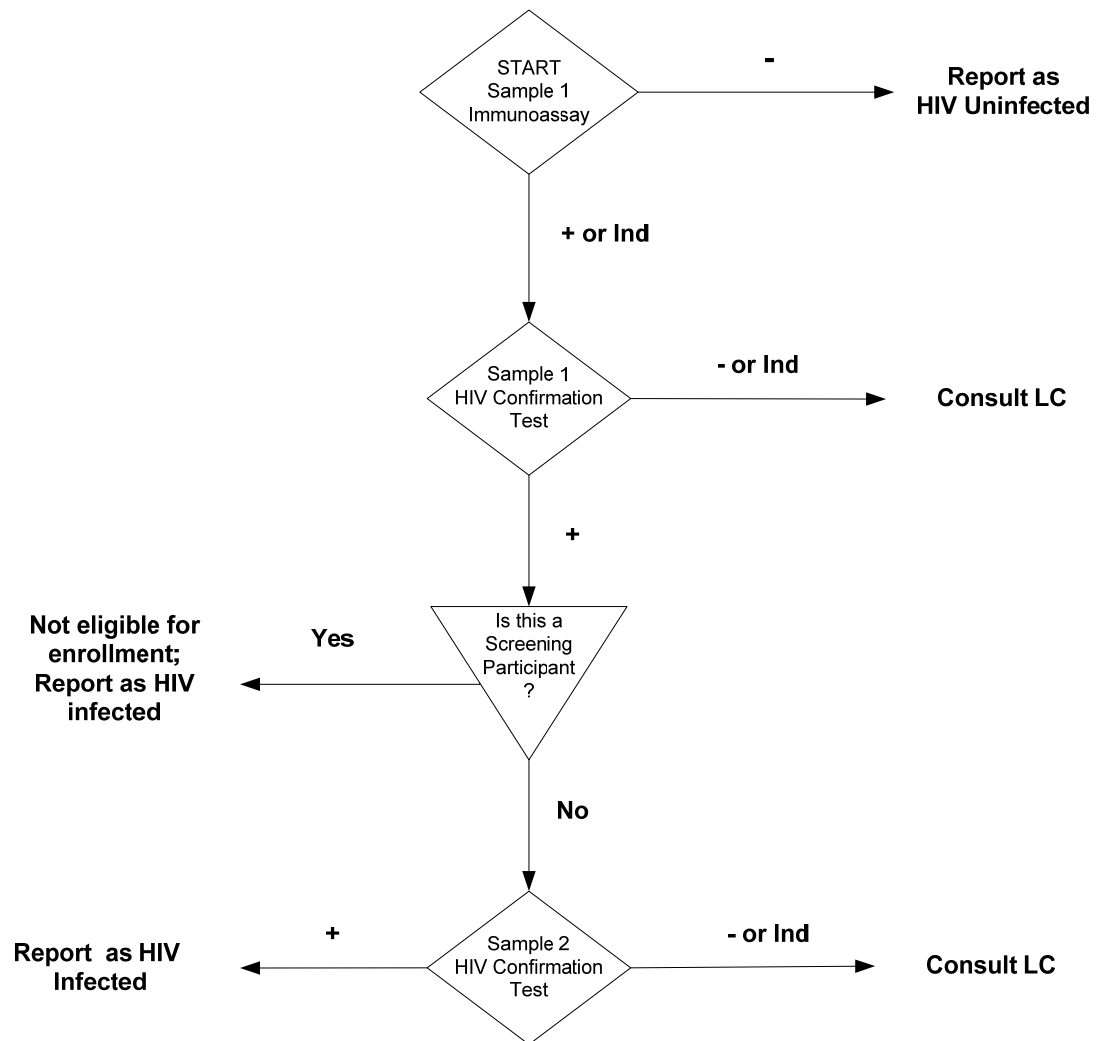 START
Sample 1
Immunoassay
-
Report as
HIV Uninfected
+ or Ind
Sample 1
HIV Confirmation
Test
- or Ind
Consult LC
+
Is this a
Screening
Participant
?
Yes
Not eligible for
enrollment;
Report as HIV
infected
No
Sample 2
HIV Confirmation
Test
+
Report as HIV
Infected
- or Ind
Consult LC